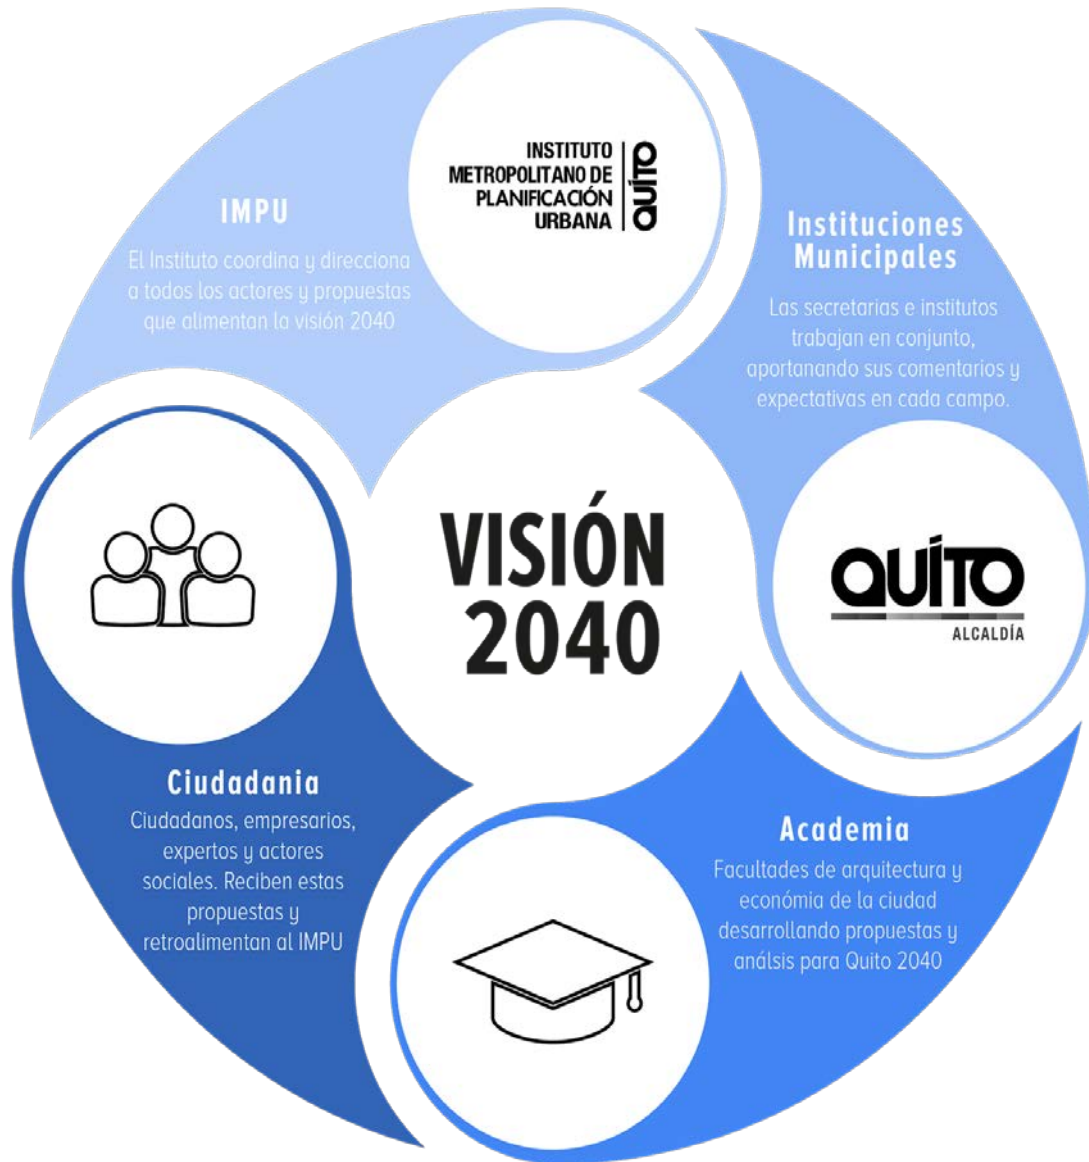 INSTITUTO
METROPOLITANO DE
PLANIFICACIÓN
URBANA
QUÍTO
IMPU
El Instituto coordina y direcciona
a todos los actores y propuestas
que alimentan la visión 2040
Instituciones
Municipales
Las secretarias e institutos
trabajan en conjunto,
aportanando sus comentarios y
expectativas en cada campo.
VISIÓN
2040
QUÍTO
ALCALDÍA
Ciudadania
Ciudadanos, empresarios,
expertos y actores
sociales. Reciben estas
propuestas y
retroalimentan al IMPU
Academia
Facultades de arquitectura y
económia de la ciudad
desarrollando propuestas y
análsis para Quito 2040